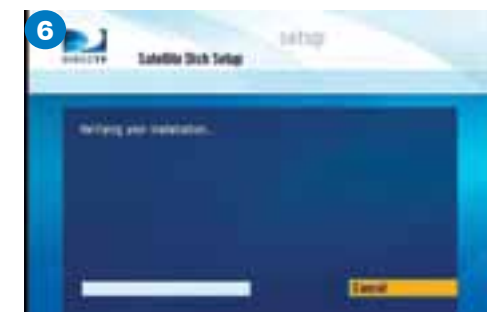 6
setup
DIRECTV
Satellite Dish Setup
Verifying your installation...
Cancel